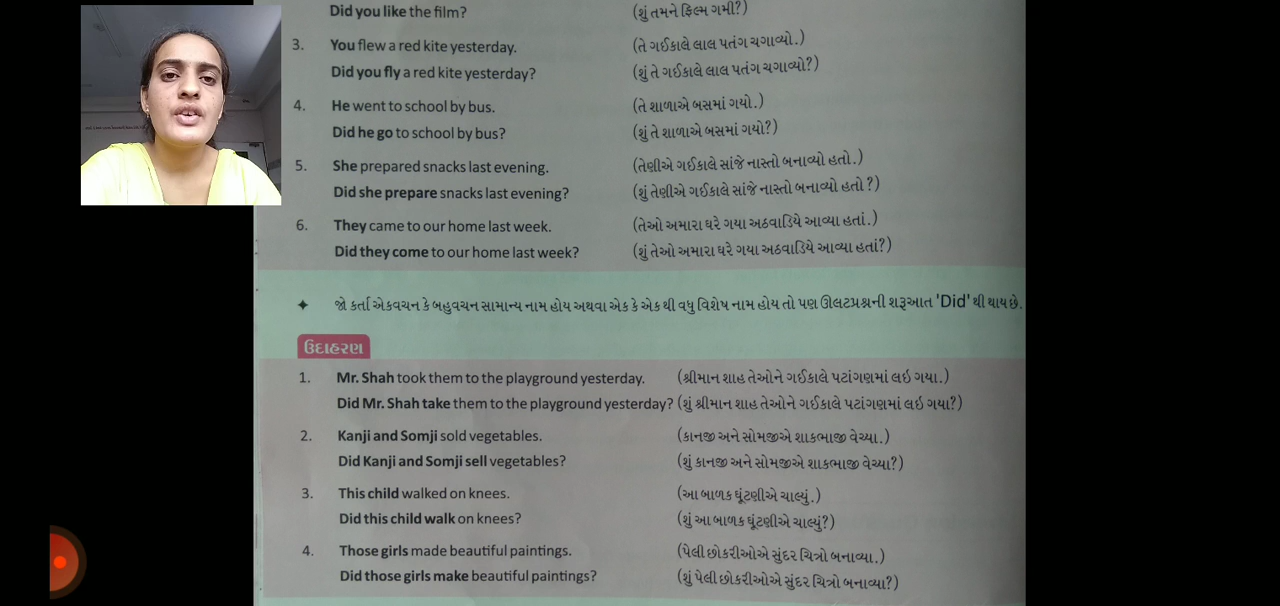 Did you like the film? (શું તમને ફિલ્મ ગમી?)
3. You flew a red kite yesterday. (તે ગઈકાલે લાલ પતંગ ચગાવ્યો.)
Did you fly a red kite yesterday? (શું તે ગઈકાલે લાલ પતંગ ચગાવ્યો?)
4. He went to school by bus. (તે શાળાએ બસમાં ગયો.)
Did he go to school by bus? (શું તે શાળાએ બસમાં ગયો?)
5. She prepared snacks last evening. (તેણીએ ગઈકાલે સાંજે નાસ્તો બનાવ્યો હતો.)
Did she prepare snacks last evening? (શું તેણીએ ગઈકાલે સાંજે નાસ્તો બનાવ્યો હતો?)
6. They came to our home last week. (તેઓ અમારા ઘરે ગયા અઠવાડિયે આવ્યા હતાં.)
Did they come to our home last week? (શું તેઓ અમારા ઘરે ગયા અઠવાડિયે આવ્યા હતાં?)
✦ જો કર્તા એકવચન કે બહુવચન સામાન્ય નામ હોય અથવા એક કે એક થી વધુ વિશેષ નામ હોય તો પણ ઊલટપ્રશ્નની શરૂઆત 'Did' થી થાય છે.
ઉદાહરણ
1. Mr. Shah took them to the playground yesterday. (શ્રીમાન શાહ તેઓને ગઈકાલે પટાંગણમાં લઇ ગયા.)
Did Mr. Shah take them to the playground yesterday? (શું શ્રીમાન શાહ તેઓને ગઈકાલે પટાંગણમાં લઇ ગયા?)
2. Kanji and Somji sold vegetables. (કાનજી અને સોમજીએ શાકભાજી વેચ્યા.)
Did Kanji and Somji sell vegetables? (શું કાનજી અને સોમજીએ શાકભાજી વેચ્યા?)
3. This child walked on knees. (આ બાળક ઘૂંટણીએ ચાલ્યું.)
Did this child walk on knees? (શું આ બાળક ઘૂંટણીએ ચાલ્યું?)
4. Those girls made beautiful paintings. (પેલી છોકરીઓએ સુંદર ચિત્રો બનાવ્યા.)
Did those girls make beautiful paintings? (શું પેલી છોકરીઓએ સુંદર ચિત્રો બનાવ્યા?)